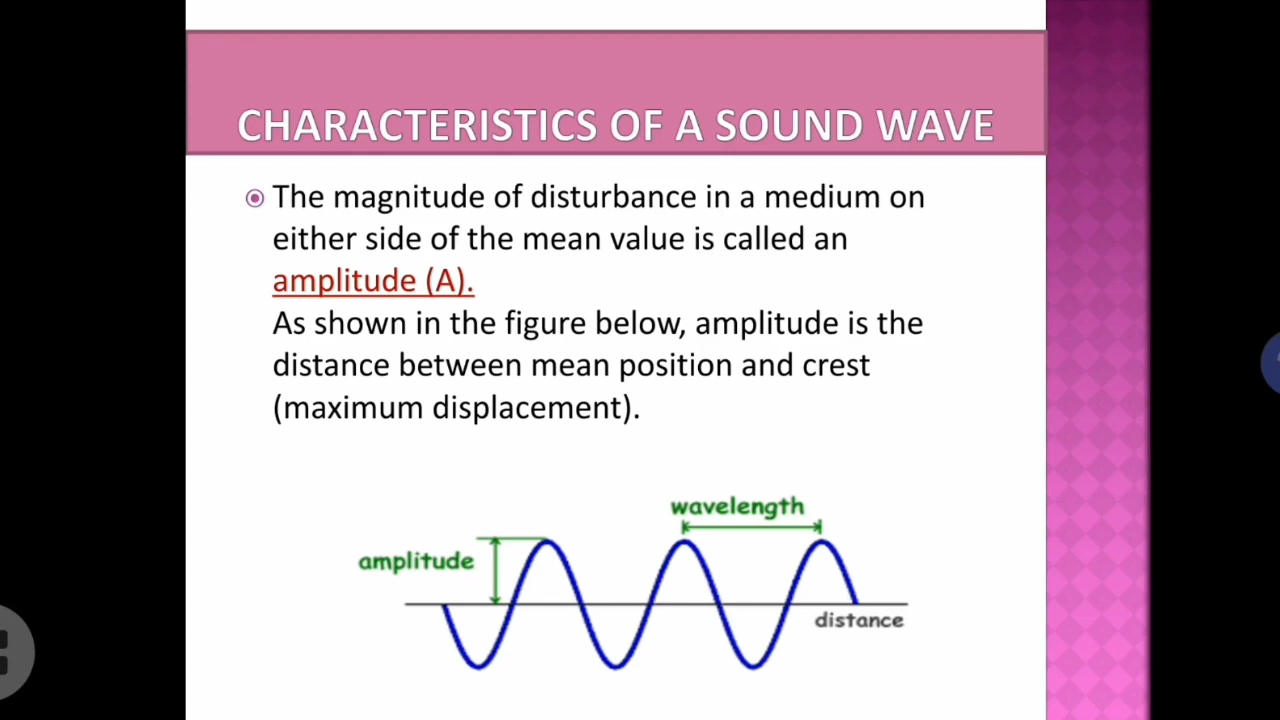 CHARACTERISTICS OF A SOUND WAVE
The magnitude of disturbance in a medium on
either side of the mean value is called an
amplitude (A).
As shown in the figure below, amplitude is the
distance between mean position and crest
(maximum displacement).
wavelength
amplitude
distance